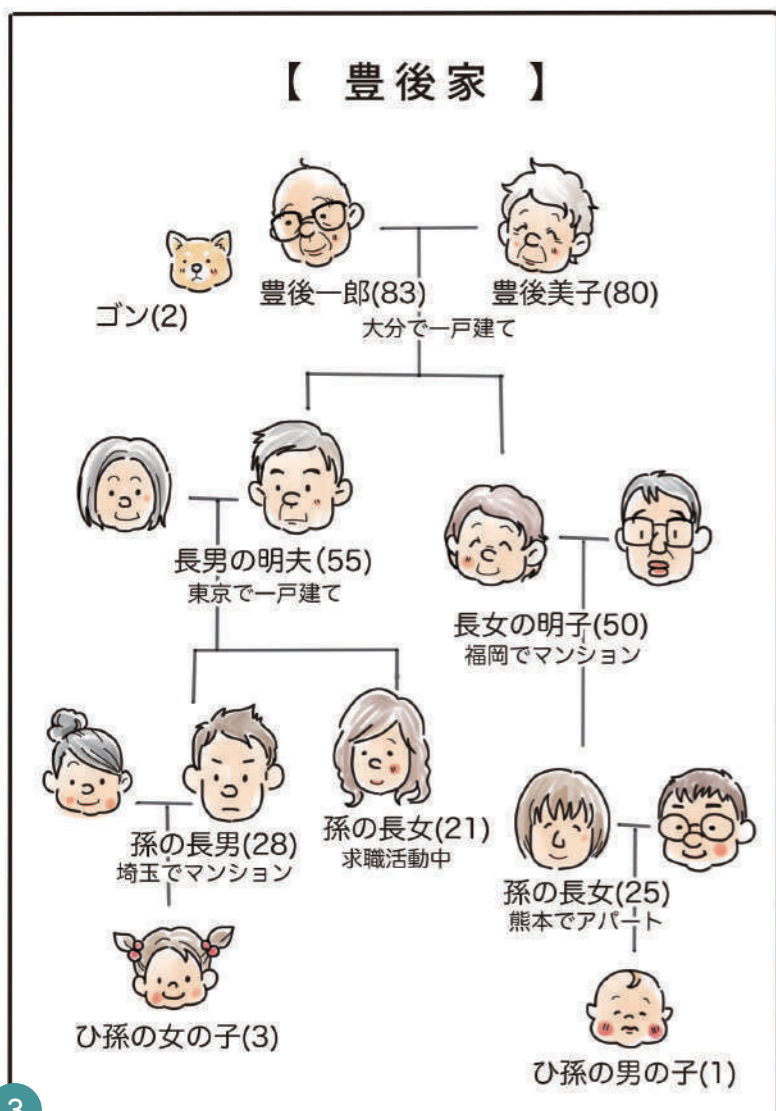 【 豊後家 】
ゴン(2)
豊後一郎(83)
豊後美子(80)
大分で一戸建て
長男の明夫(55)
東京で一戸建て
長女の明子(50)
福岡でマンション
孫の長男(28)
埼玉でマンション
孫の長女(21)
求職活動中
孫の長女(25)
熊本でアパート
ひ孫の女の子(3)
ひ孫の男の子(1)
3